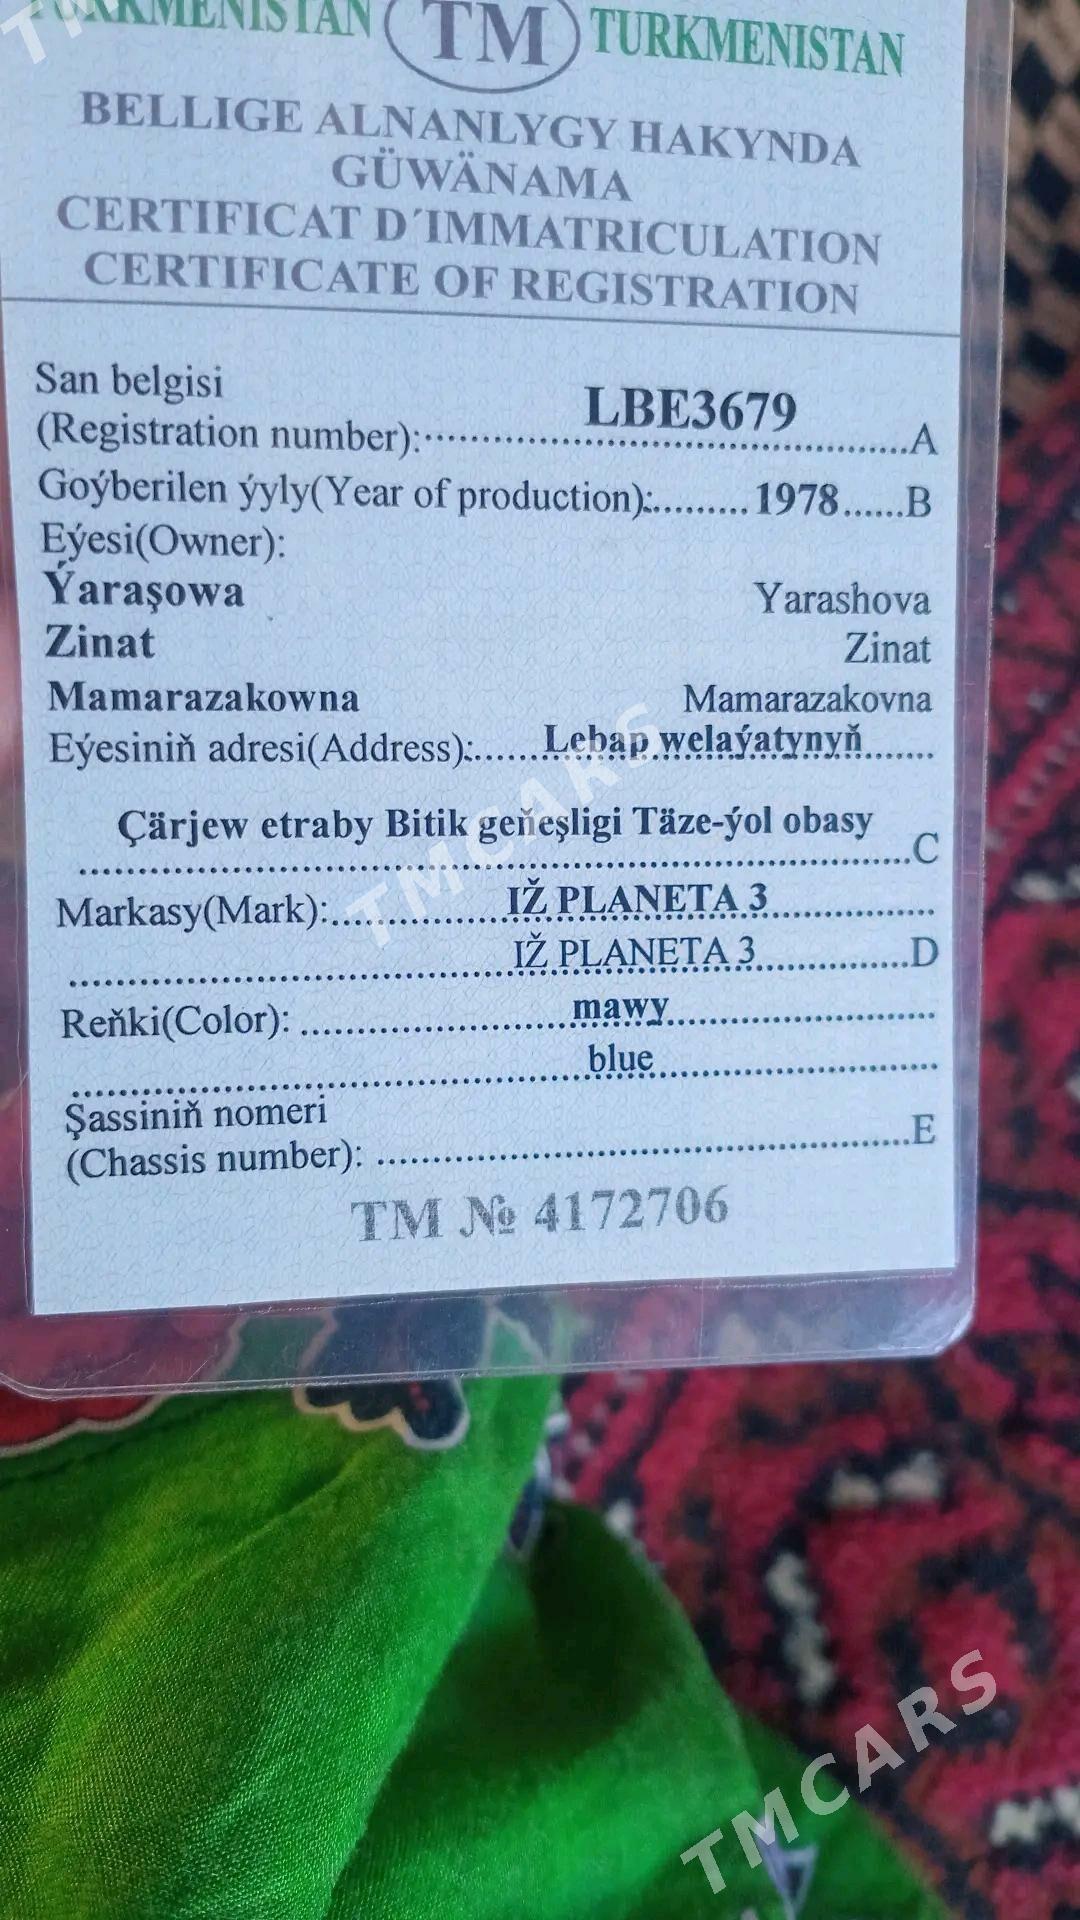 TURKMENISTAN TM TURKMENISTAN
BELLIGE ALNANLYGY HAKYNDA
GÜWÄNAMA
CERTIFICAT D´IMMATRICULATION
CERTIFICATE OF REGISTRATION
San belgisi
(Registration number): LBE3679 A
Goýberilen ýyly(Year of production): 1978 B
Eýesi(Owner):
Ýaraşowa Yarashova
Zinat Zinat
Mamarazakowna Mamarazakovna
Eýesiniň adresi(Address): Lebap welaýatynyň
Çärjew etraby Bitik geňeşligi Täze-ýol obasy C
Markasy(Mark): IŽ PLANETA 3
IŽ PLANETA 3 D
Reňki(Color): mawy
blue
Şassiniň nomeri
(Chassis number): E
TM № 4172706
TMCARS
TMCARS